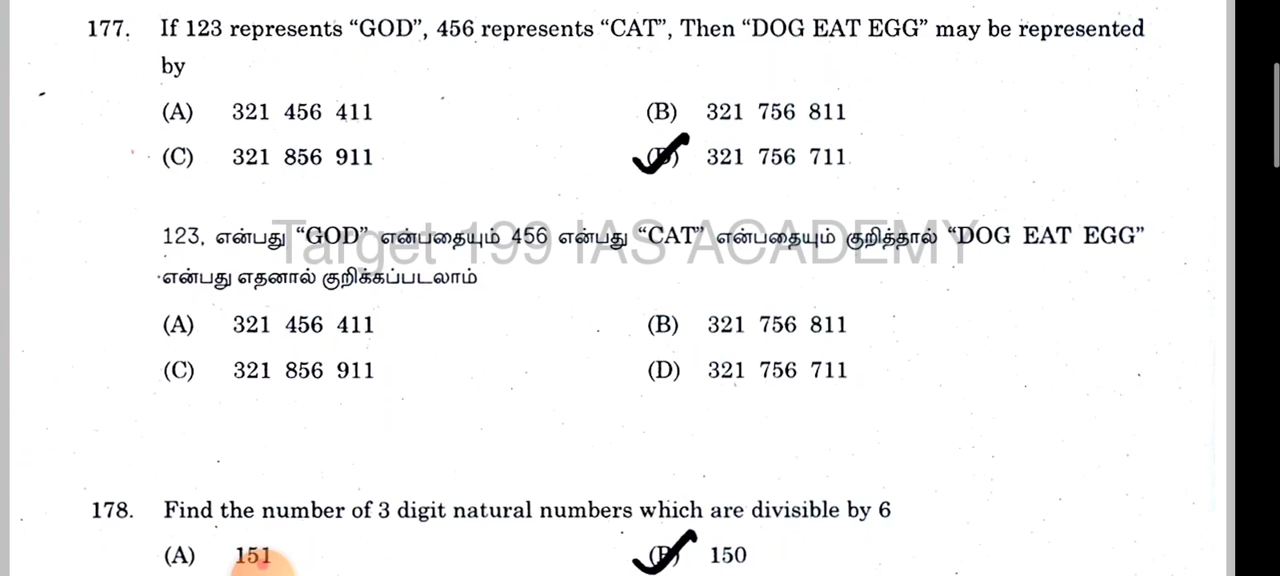 177. If 123 represents “GOD”, 456 represents “CAT”, Then “DOG EAT EGG” may be represented
by
(A) 321 456 411 (B) 321 756 811
(C) 321 856 911 (D) 321 756 711
Target 199 IAS ACADEMY
123, என்பது “GOD” என்பதையும் 456 என்பது “CAT” என்பதையும் குறித்தால் “DOG EAT EGG”
என்பது எதனால் குறிக்கப்படலாம்
(A) 321 456 411 (B) 321 756 811
(C) 321 856 911 (D) 321 756 711
178. Find the number of 3 digit natural numbers which are divisible by 6
(A) 151 (B) 150